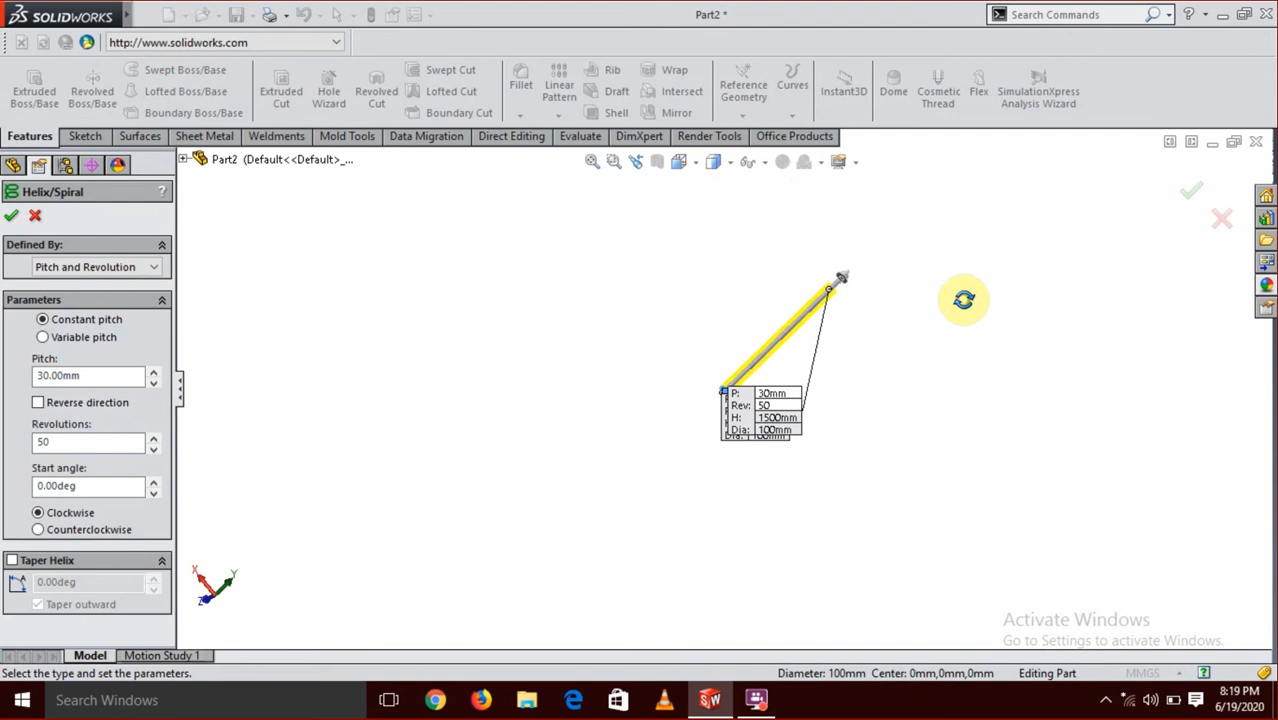 SOLIDWORKS
Part2 *
Search Commands
http://www.solidworks.com
Extruded Boss/Base
Revolved Boss/Base
Swept Boss/Base
Lofted Boss/Base
Boundary Boss/Base
Extruded Cut
Hole Wizard
Revolved Cut
Swept Cut
Lofted Cut
Boundary Cut
Fillet
Linear Pattern
Rib
Draft
Shell
Wrap
Intersect
Mirror
Reference Geometry
Curves
Instant3D
Dome
Cosmetic Thread
Flex
SimulationXpress Analysis Wizard
Features Sketch Surfaces Sheet Metal Weldments Mold Tools Data Migration Direct Editing Evaluate DimXpert Render Tools Office Products
Part2 (Default<<Default>_...
Helix/Spiral ?
Defined By:
Pitch and Revolution
Parameters
Constant pitch
Variable pitch
Pitch:
30.00mm
Reverse direction
Revolutions:
50
Start angle:
0.00deg
Clockwise
Counterclockwise
Taper Helix
0.00deg
Taper outward
P: 30mm
Rev: 50
H: 1500mm
Dia: 100mm
X
Y
Z
Activate Windows
Go to Settings to activate Windows.
Model Motion Study 1
Select the type and set the parameters.
Diameter: 100mm Center: 0mm,0mm,0mm
Editing Part
MMGS
Search Windows
8:19 PM
6/19/2020